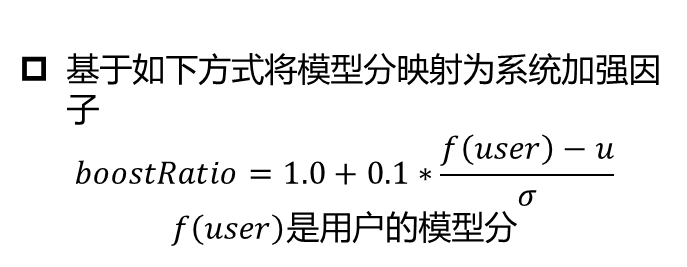 基于如下方式将模型分映射为系统加强因
子
boostRatio = 1.0 + 0.1 * \frac{f(user) − u}{σ}
f(user)是用户的模型分